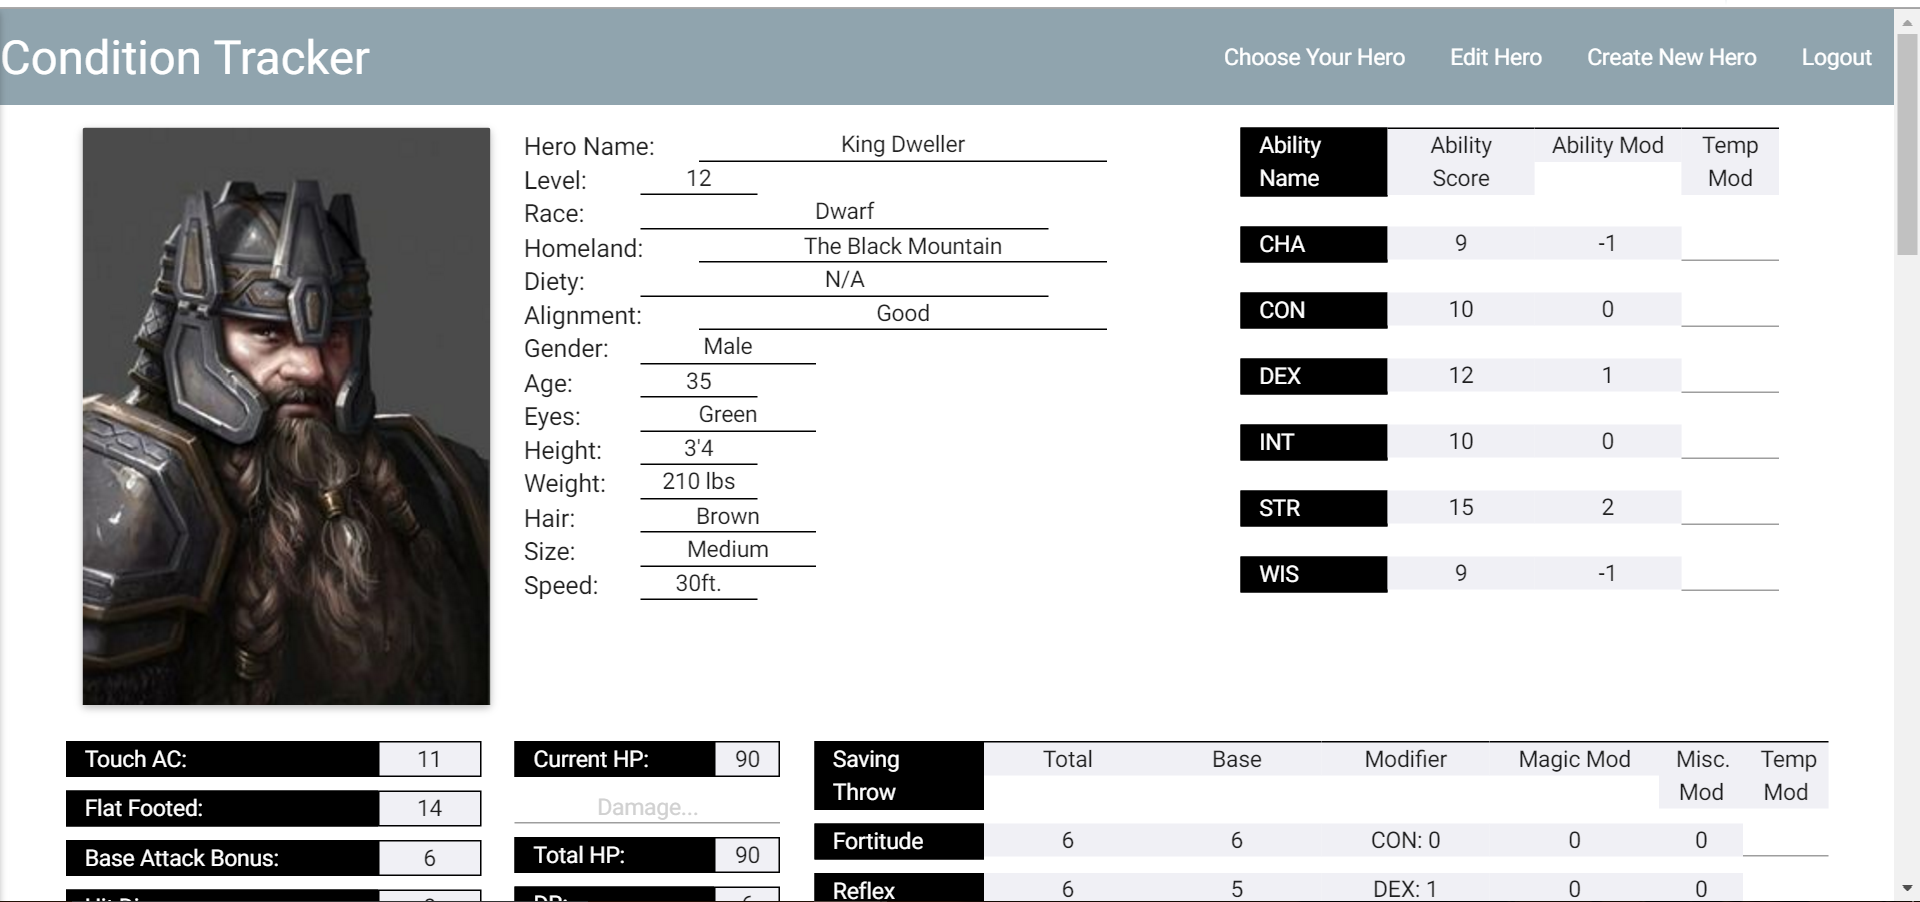 Condition Tracker
Choose Your Hero Edit Hero Create New Hero Logout
Hero Name: King Dweller
Level: 12
Race: Dwarf
Homeland: The Black Mountain
Diety: N/A
Alignment: Good
Gender: Male
Age: 35
Eyes: Green
Height: 3'4
Weight: 210 lbs
Hair: Brown
Size: Medium
Speed: 30ft.
Ability Ability Ability Mod Temp
Name Score Mod
CHA 9 -1
CON 10 0
DEX 12 1
INT 10 0
STR 15 2
WIS 9 -1
Touch AC: 11
Flat Footed: 14
Base Attack Bonus: 6
Current HP: 90
Damage...
Total HP: 90
Saving Total Base Modifier Magic Mod Misc. Temp
Throw Mod Mod
Fortitude 6 6 CON: 0 0 0
Reflex 6 5 DEX: 1 0 0